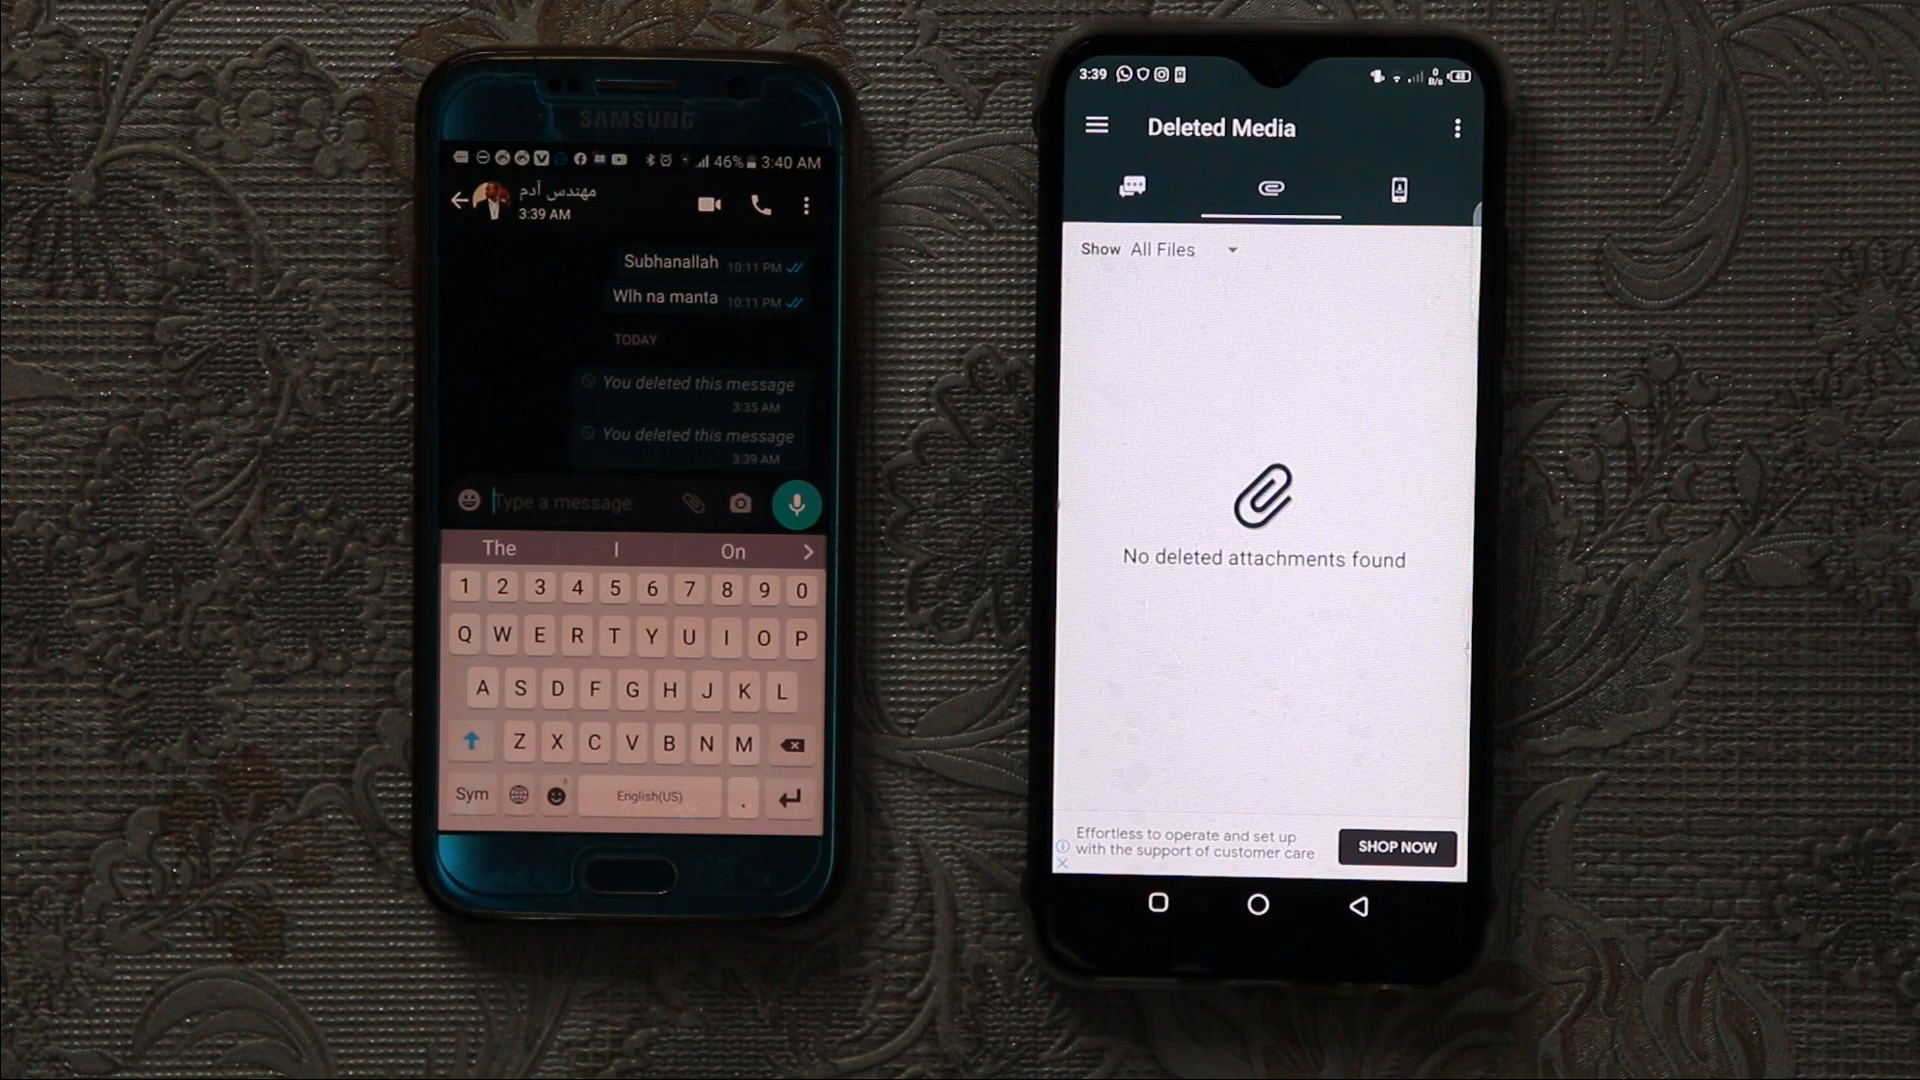 SAMSUNG
46% 3:40 AM
مهندس آدم
3:39 AM
Subhanallah 10:11 PM
Wlh na manta 10:11 PM
TODAY
You deleted this message
3:35 AM
You deleted this message
3:39 AM
Type a message
The I On
1 2 3 4 5 6 7 8 9 0
Q W E R T Y U I O P
A S D F G H J K L
Z X C V B N M
Sym English(US) .
3:39 0 B/s 48
Deleted Media
Show All Files
No deleted attachments found
Effortless to operate and set up
with the support of customer care
SHOP NOW